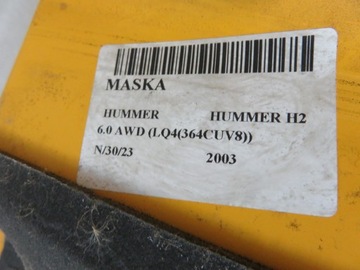 MASKA
HUMMER HUMMER H2
6.0 AWD (LQ4(364CUV8))
N/30/23 2003